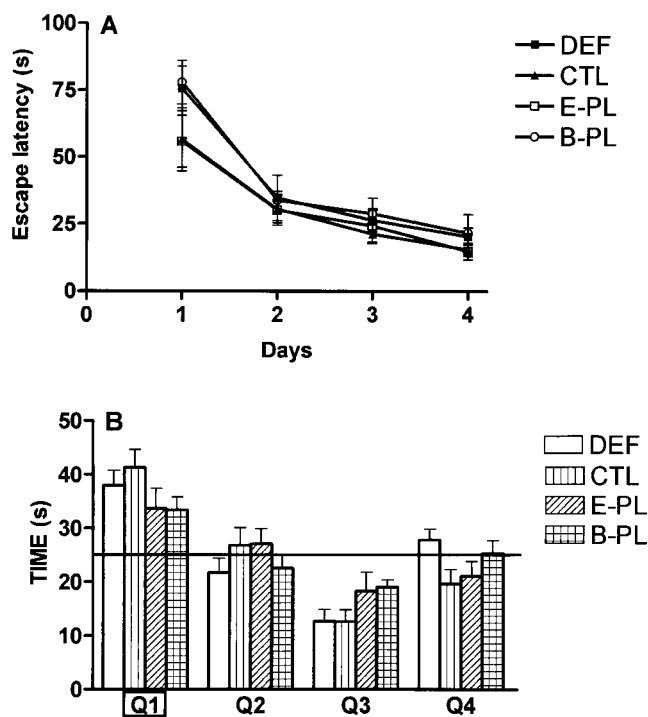 A
100
75
50
25
0
Escape latency (s)
0 1 2 3 4
Days
DEF
CTL
E-PL
B-PL
B
50
40
30
20
10
0
TIME (s)
Q1 Q2 Q3 Q4
DEF
CTL
E-PL
B-PL